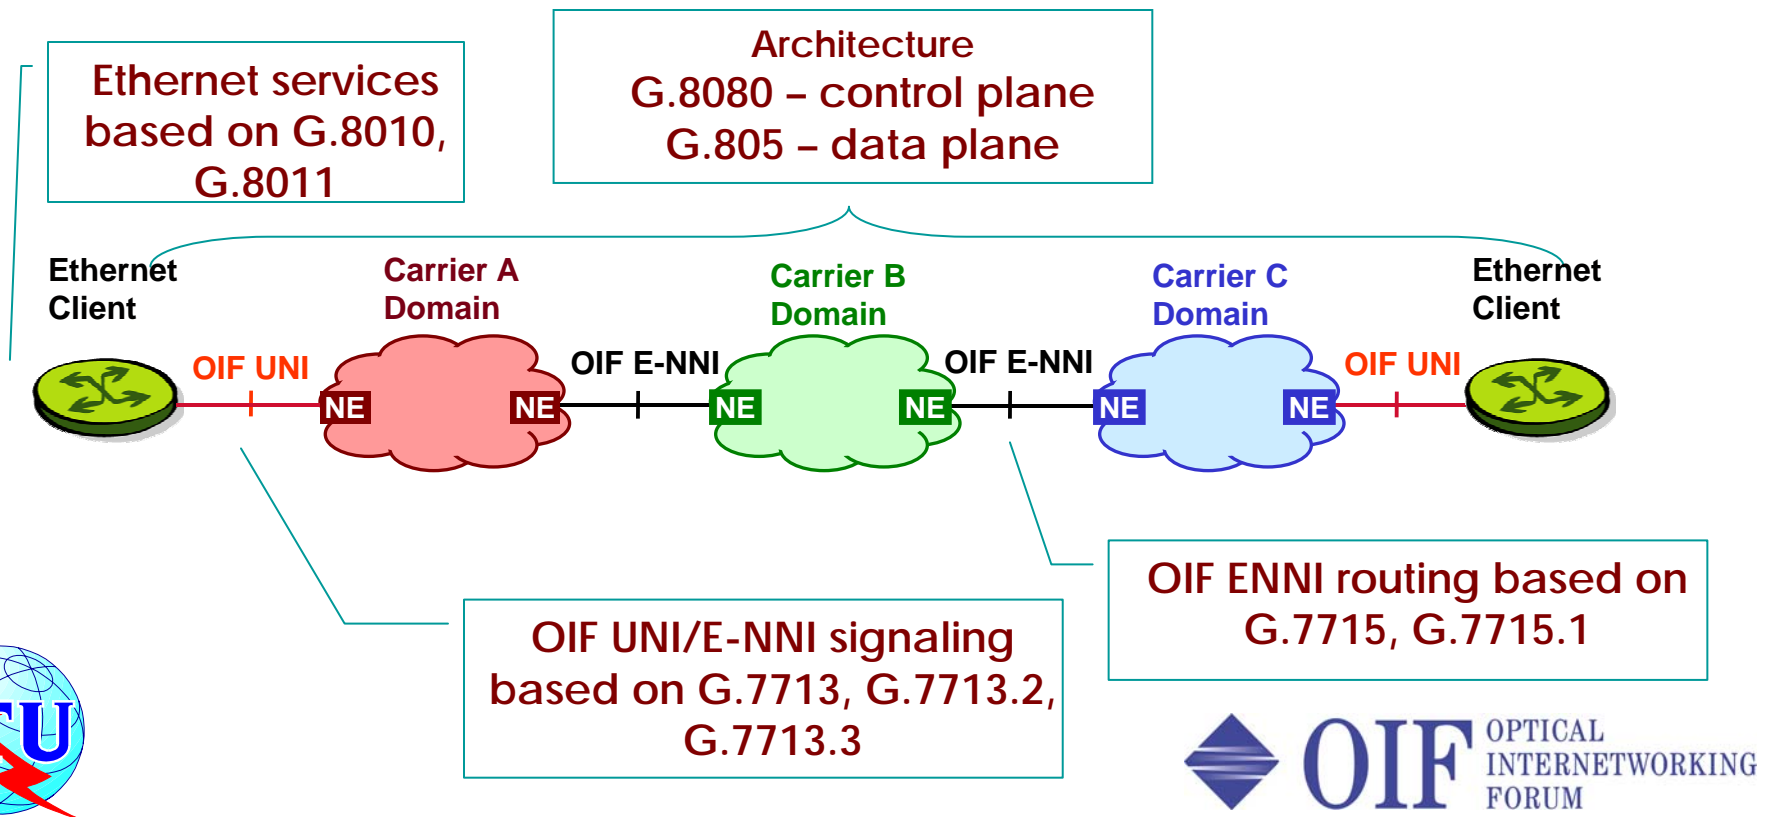 Architecture
G.8080 – control plane
G.805 – data plane
Ethernet services
based on G.8010,
G.8011
Ethernet
Client
Carrier A
Domain
Carrier B
Domain
Carrier C
Domain
Ethernet
Client
OIF UNI
OIF E-NNI
OIF E-NNI
OIF UNI
NE
NE
NE
NE
NE
NE
OIF ENNI routing based on
G.7715, G.7715.1
OIF UNI/E-NNI signaling
based on G.7713, G.7713.2,
G.7713.3
TU
OIF
OPTICAL
INTERNETWORKING
FORUM